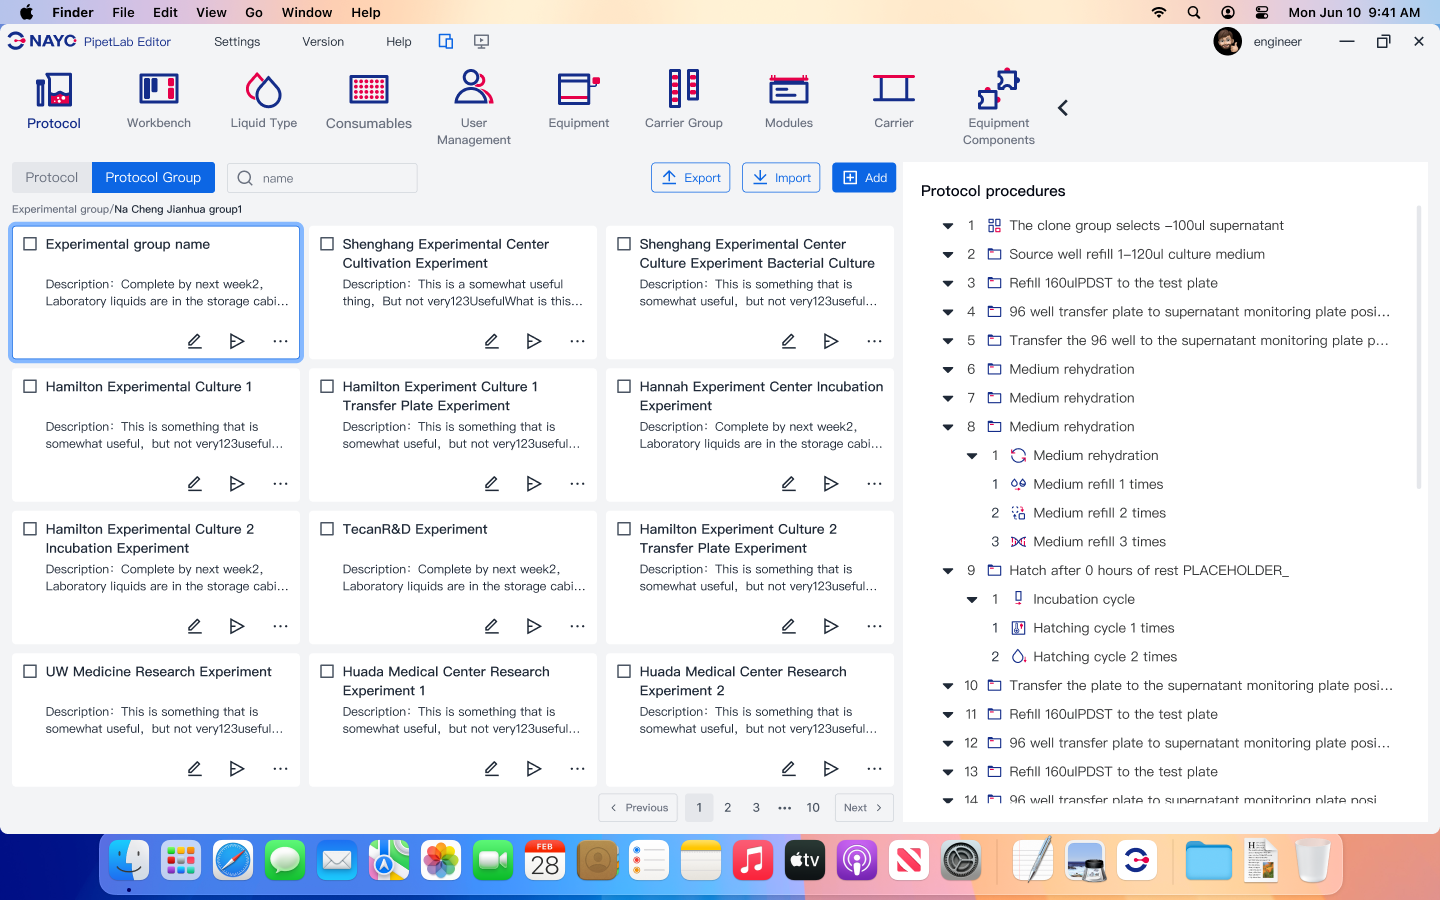 Finder File Edit View Go Window Help
Mon Jun 10 9:41 AM
NAYO PipetLab Editor Settings Version Help
engineer
Protocol
Workbench
Liquid Type
Consumables
User
Management
Equipment
Carrier Group
Modules
Carrier
Equipment
Components
Protocol
Protocol Group
name
Export
Import
Add
Experimental group/Na Cheng Jianhua group1
Experimental group name
Description：Complete by next week2,
Laboratory liquids are in the storage cabi...
Shenghang Experimental Center
Cultivation Experiment
Description：This is a somewhat useful
thing，But not very123UsefulWhat is this...
Shenghang Experimental Center
Culture Experiment Bacterial Culture
Description：This is something that is
somewhat useful，but not very123useful...
Hamilton Experimental Culture 1
Description：This is something that is
somewhat useful，but not very123useful...
Hamilton Experiment Culture 1
Transfer Plate Experiment
Description：This is something that is
somewhat useful，but not very123useful...
Hannah Experiment Center Incubation
Experiment
Description：Complete by next week2,
Laboratory liquids are in the storage cabi...
Hamilton Experimental Culture 2
Incubation Experiment
Description：Complete by next week2,
Laboratory liquids are in the storage cabi...
TecanR&D Experiment
Description：Complete by next week2,
Laboratory liquids are in the storage cabi...
Hamilton Experiment Culture 2
Transfer Plate Experiment
Description：This is something that is
somewhat useful，but not very123useful...
UW Medicine Research Experiment
Description：This is something that is
somewhat useful，but not very123useful...
Huada Medical Center Research
Experiment 1
Description：This is something that is
somewhat useful，but not very123useful...
Huada Medical Center Research
Experiment 2
Description：This is something that is
somewhat useful，but not very123useful...
Previous 1 2 3 ••• 10 Next
Protocol procedures
1 The clone group selects -100ul supernatant
2 Source well refill 1-120ul culture medium
3 Refill 160ulPDST to the test plate
4 96 well transfer plate to supernatant monitoring plate posi...
5 Transfer the 96 well to the supernatant monitoring plate p...
6 Medium rehydration
7 Medium rehydration
8 Medium rehydration
1 Medium rehydration
1 Medium refill 1 times
2 Medium refill 2 times
3 Medium refill 3 times
9 Hatch after 0 hours of rest PLACEHOLDER_
1 Incubation cycle
1 Hatching cycle 1 times
2 Hatching cycle 2 times
10 Transfer the plate to the supernatant monitoring plate posi...
11 Refill 160ulPDST to the test plate
12 96 well transfer plate to supernatant monitoring plate posi...
13 Refill 160ulPDST to the test plate
14 96 well transfer plate to supernatant monitoring plate posi...
FEB
28
tv